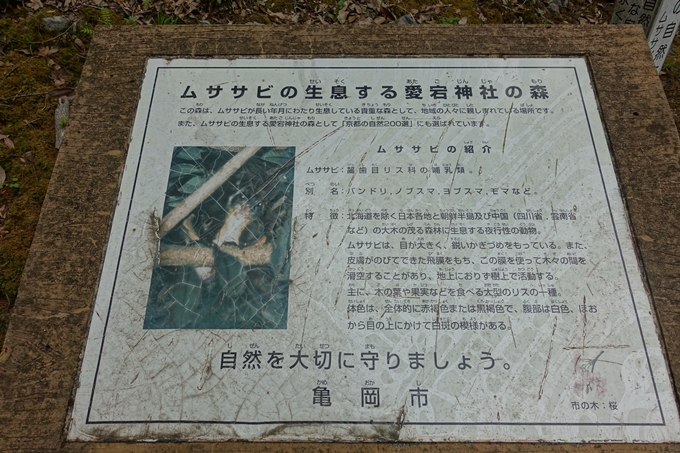 ムササビの生息する愛宕神社の森
この森は、ムササビが長い年月にわたり生息している貴重な森として、地域の人々に親しまれている場所です。
また、ムササビの生息する愛宕神社の森として「京都の自然200選」にも選ばれています。
ムササビの紹介
ムササビ:齧歯目リス科の哺乳類。
別名:バンドリ、ノブスマ、ヨブスマ、モマなど。
特徴:北海道を除く日本各地と朝鮮半島及び中国(四川省、雲南省
など)の大木の茂る森林に生息する夜行性の動物。
ムササビは、目が大きく、鋭いかぎづめをもっている。また、
皮膚がのびてできた飛膜をもち、この膜を使って木々の間を
滑空することがあり、地上におりず樹上で活動する。
主に、木の葉や果実などを食べる大型のリスの一種。
体色は、全体的に赤褐色または黒褐色で、腹部は白色、ほお
から目の上にかけて白斑の模様がある。
自然を大切に守りましょう。
亀岡市
市の木:桜
の自然